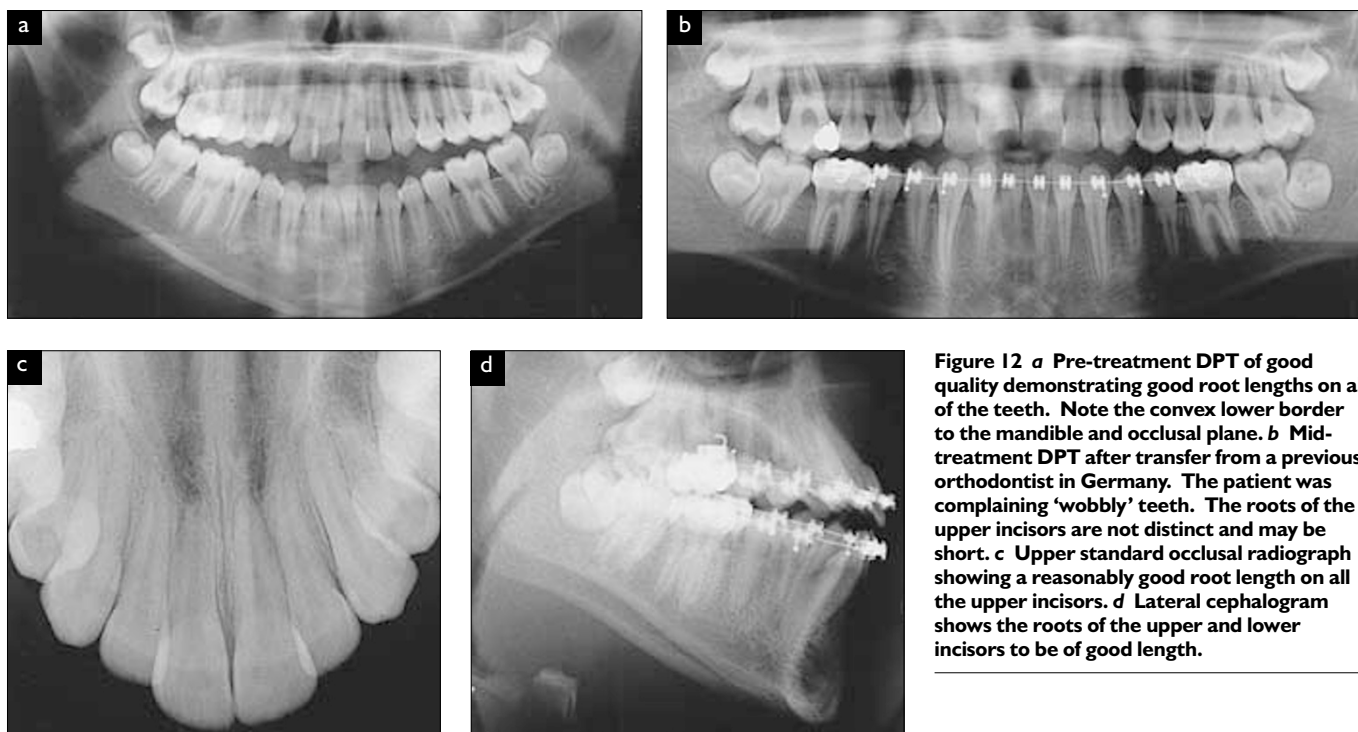 a
b
c
d
Figure 12 a Pre-treatment DPT of good
quality demonstrating good root lengths on a
of the teeth. Note the convex lower border
to the mandible and occlusal plane. b Mid-
treatment DPT after transfer from a previous
orthodontist in Germany. The patient was
complaining ‘wobbly’ teeth. The roots of the
upper incisors are not distinct and may be
short. c Upper standard occlusal radiograph
showing a reasonably good root length on all
the upper incisors. d Lateral cephalogram
shows the roots of the upper and lower
incisors to be of good length.